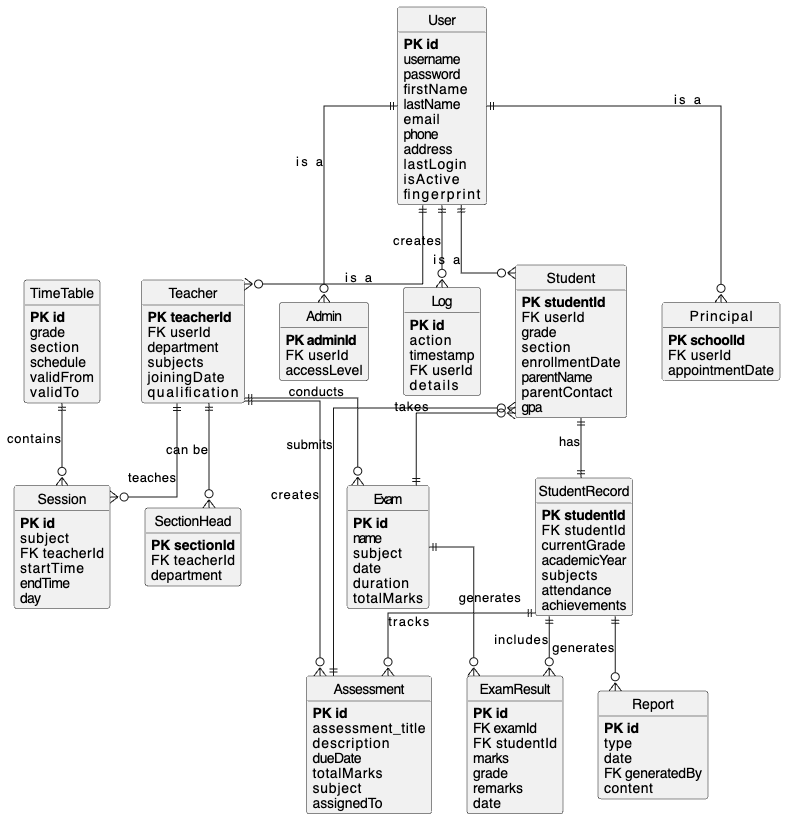 User
PK id
username
password
firstName
lastName
email
phone
address
lastLogin
isActive
fingerprint
is a
is a
creates
is a
is a
TimeTable
PK id
grade
section
schedule
validFrom
validTo
Teacher
PK teacherId
FK userId
department
subjects
joiningDate
qualification
Admin
PK adminId
FK userId
accessLevel
Log
PK id
action
timestamp
FK userId
details
Student
PK studentId
FK userId
grade
section
enrollmentDate
parentName
parentContact
gpa
Principal
PK schoolId
FK userId
appointmentDate
conducts
takes
contains
teaches
can be
submits
creates
has
Session
PK id
subject
FK teacherId
startTime
endTime
day
SectionHead
PK sectionId
FK teacherId
department
Exam
PK id
name
subject
date
duration
totalMarks
StudentRecord
PK studentId
FK studentId
currentGrade
academicYear
subjects
attendance
achievements
generates
tracks
includes
generates
Assessment
PK id
assessment_title
description
dueDate
totalMarks
subject
assignedTo
ExamResult
PK id
FK examId
FK studentId
marks
grade
remarks
date
Report
PK id
type
date
FK generatedBy
content